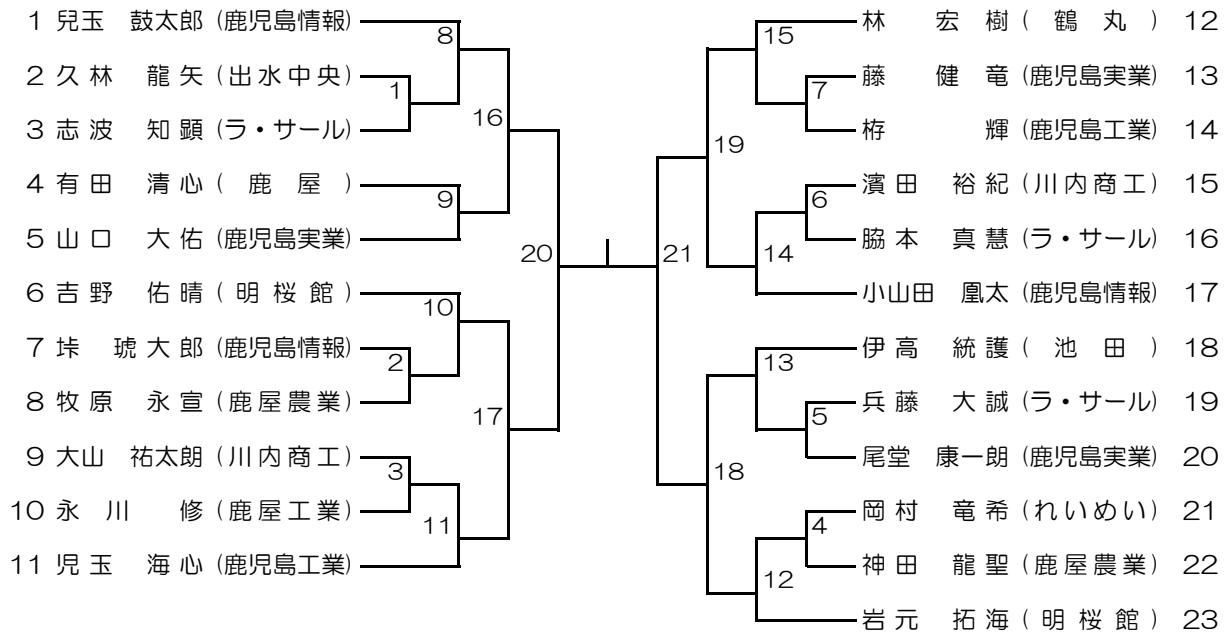 1 兒玉 鼓太郎 (鹿児島情報)
8
2 久林 龍矢 (出水中央)
1
3 志波 知顕 (ラ・サール)
16
4 有田 清心 (鹿屋)
9
5 山口 大佑 (鹿児島実業)
20
6 吉野 佑晴 (明桜館)
10
7 垰 琥大郎 (鹿児島情報)
2
8 牧原 永宣 (鹿屋農業)
17
9 大山 祐太朗 (川内商工)
3
10 永川 修 (鹿屋工業)
11
11 児玉 海心 (鹿児島工業)
林 宏樹 (鶴丸) 12
15
藤 健竜 (鹿児島実業) 13
7
栫 輝 (鹿児島工業) 14
19
濱田 裕紀 (川内商工) 15
6
脇本 真慧 (ラ・サール) 16
14
小山田 凰太 (鹿児島情報) 17
21
伊高 統護 (池田) 18
13
兵藤 大誠 (ラ・サール) 19
5
尾堂 康一朗 (鹿児島実業) 20
18
岡村 竜希 (れいめい) 21
4
神田 龍聖 (鹿屋農業) 22
12
岩元 拓海 (明桜館) 23